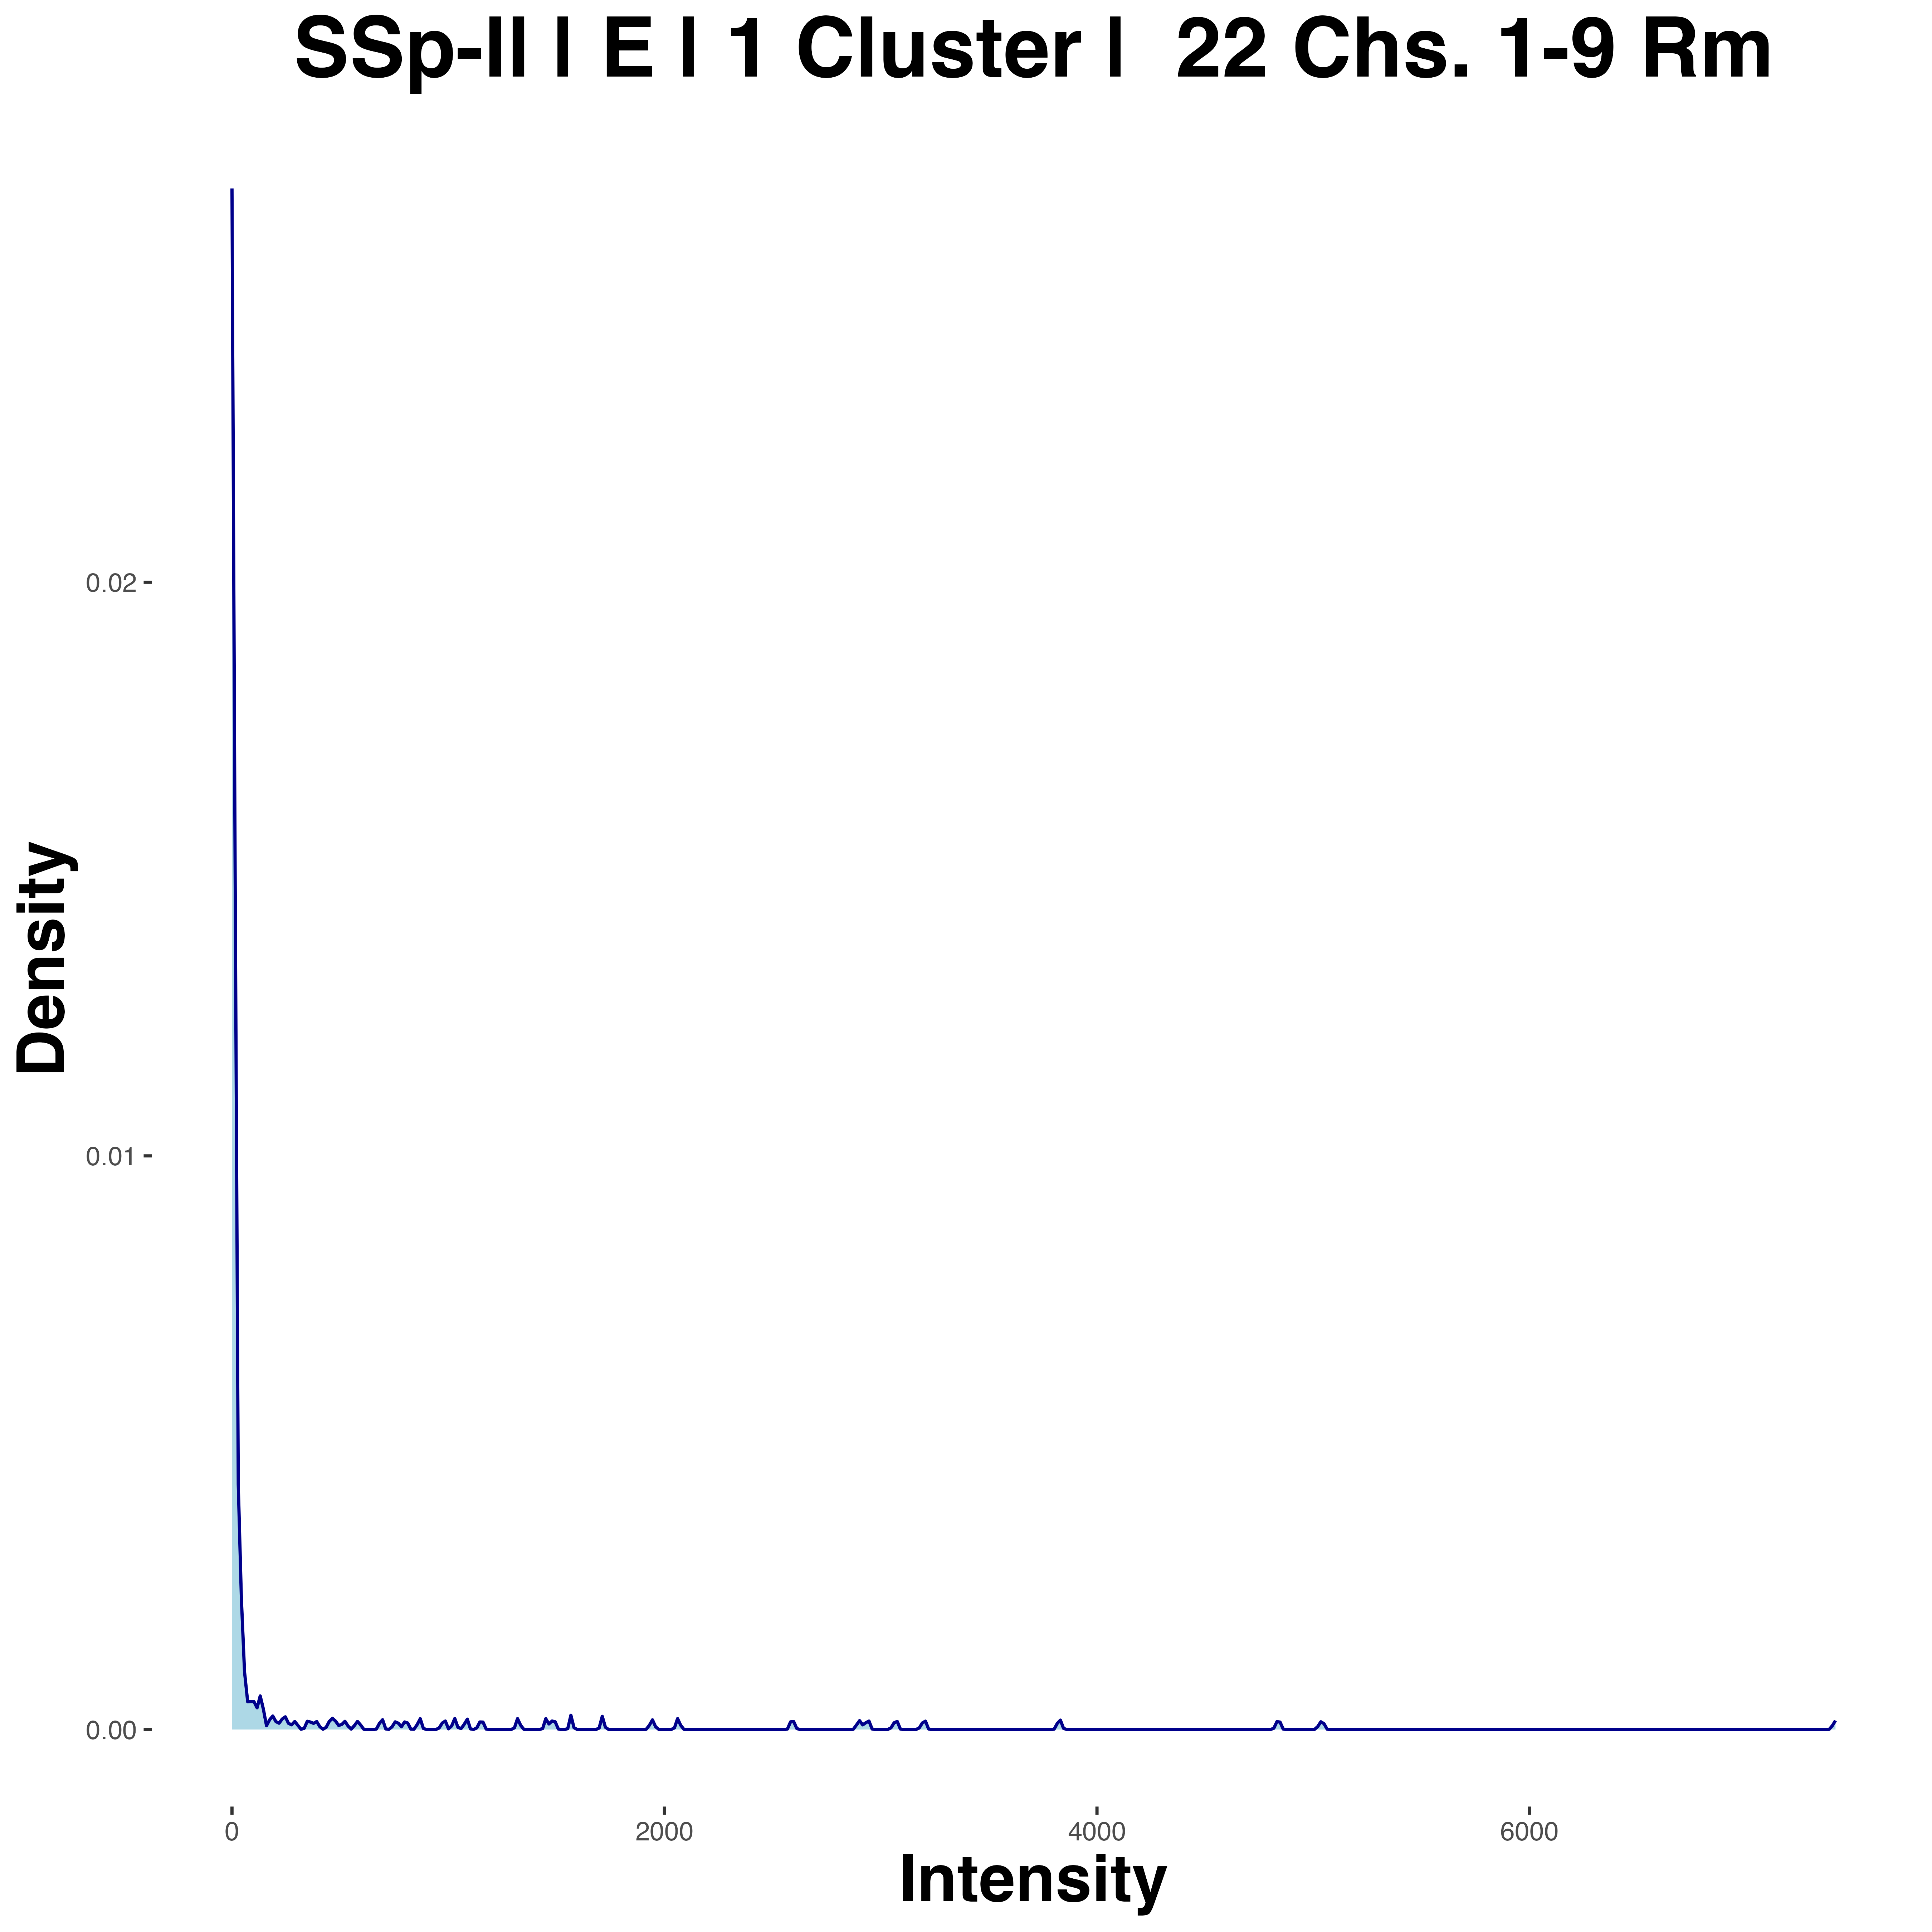 SSp-ll | E | 1 Cluster |  22 Chs. 1-9 Rm
Density
0.02
0.01
0.00
0
2000
4000
6000
Intensity